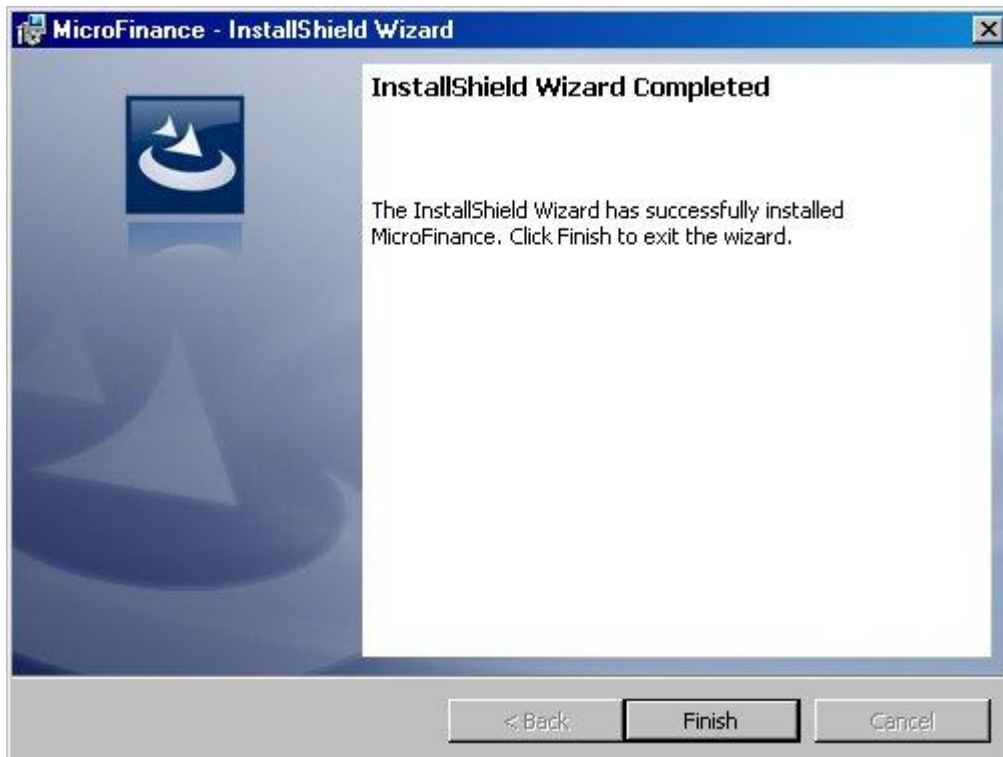 MicroFinance - InstallShield Wizard
InstallShield Wizard Completed
The InstallShield Wizard has successfully installed
MicroFinance. Click Finish to exit the wizard.
< Back
Finish
Cancel